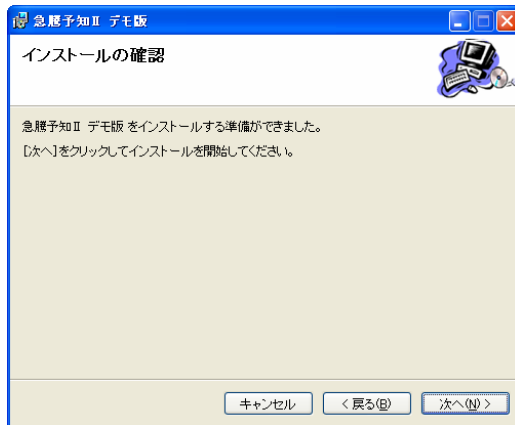 急騰予知Ⅱ デモ版
インストールの確認
急騰予知Ⅱ デモ版 をインストールする準備ができました。
[次へ]をクリックしてインストールを開始してください。
キャンセル
< 戻る(B)
次へ(N) >